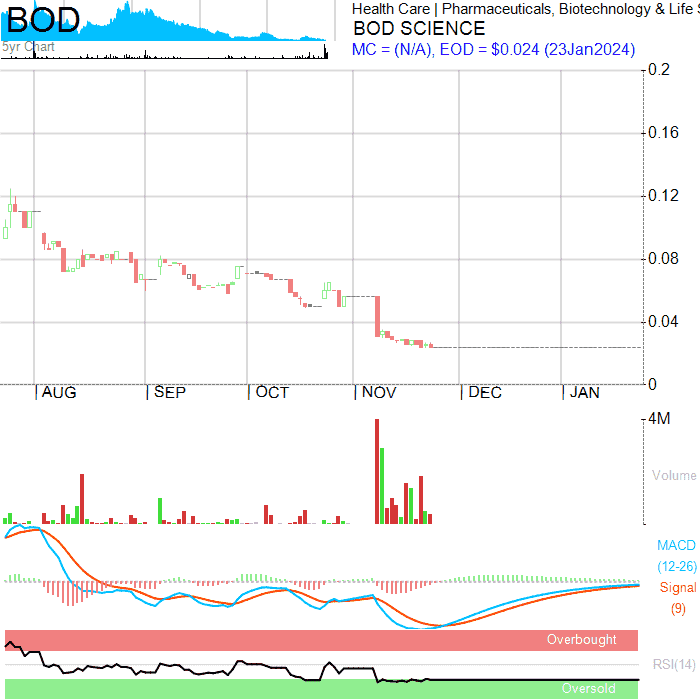 BOD
5yr Chart
Health Care | Pharmaceuticals, Biotechnology & Life S
BOD SCIENCE
MC = (N/A), EOD = $0.024 (23Jan2024)
0.2
0.16
0.12
0.08
0.04
0
| AUG | SEP | OCT | NOV | DEC | JAN
4M
Volume
MACD
(12-26)
Signal
(9)
Overbought
RSI(14)
Oversold